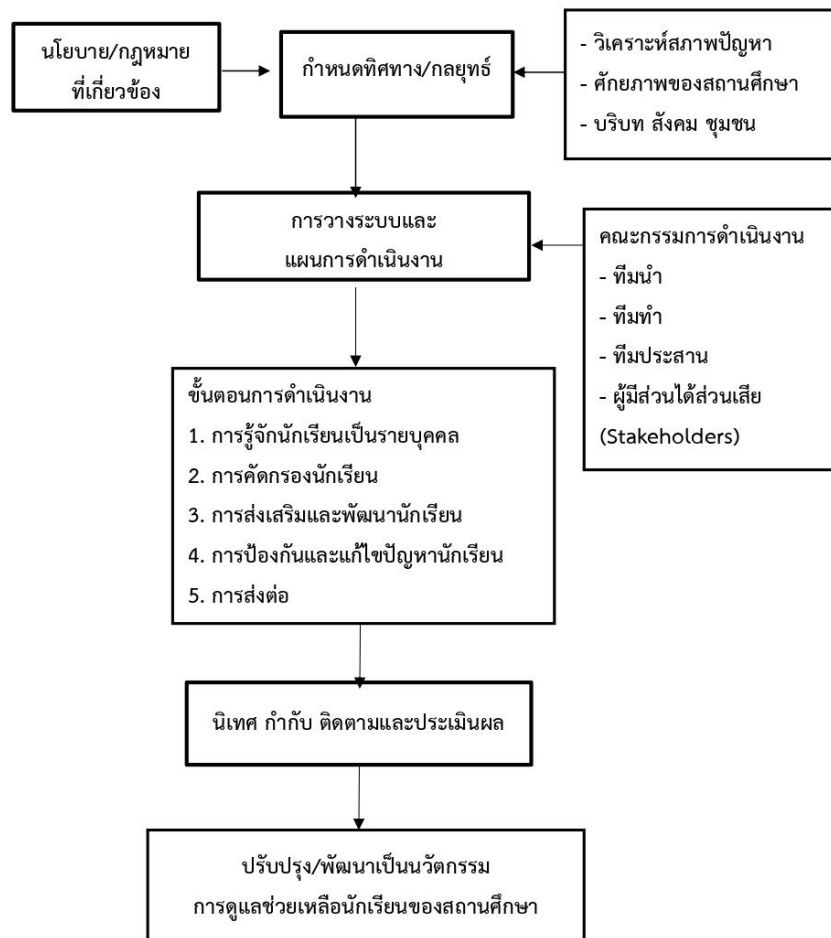 นโยบาย/กฎหมาย
ที่เกี่ยวข้อง
กำหนดทิศทาง/กลยุทธ์
- วิเคราะห์สภาพปัญหา
- ศักยภาพของสถานศึกษา
- บริบท สังคม ชุมชน
การวางระบบและ
แผนการดำเนินงาน
คณะกรรมการดำเนินงาน
- ทีมนำ
- ทีมทำ
- ทีมประสาน
- ผู้มีส่วนได้ส่วนเสีย
(Stakeholders)
ขั้นตอนการดำเนินงาน
1. การรู้จักนักเรียนเป็นรายบุคคล
2. การคัดกรองนักเรียน
3. การส่งเสริมและพัฒนานักเรียน
4. การป้องกันและแก้ไขปัญหานักเรียน
5. การส่งต่อ
นิเทศ กำกับ ติดตามและประเมินผล
ปรับปรุง/พัฒนาเป็นนวัตกรรม
การดูแลช่วยเหลือนักเรียนของสถานศึกษา